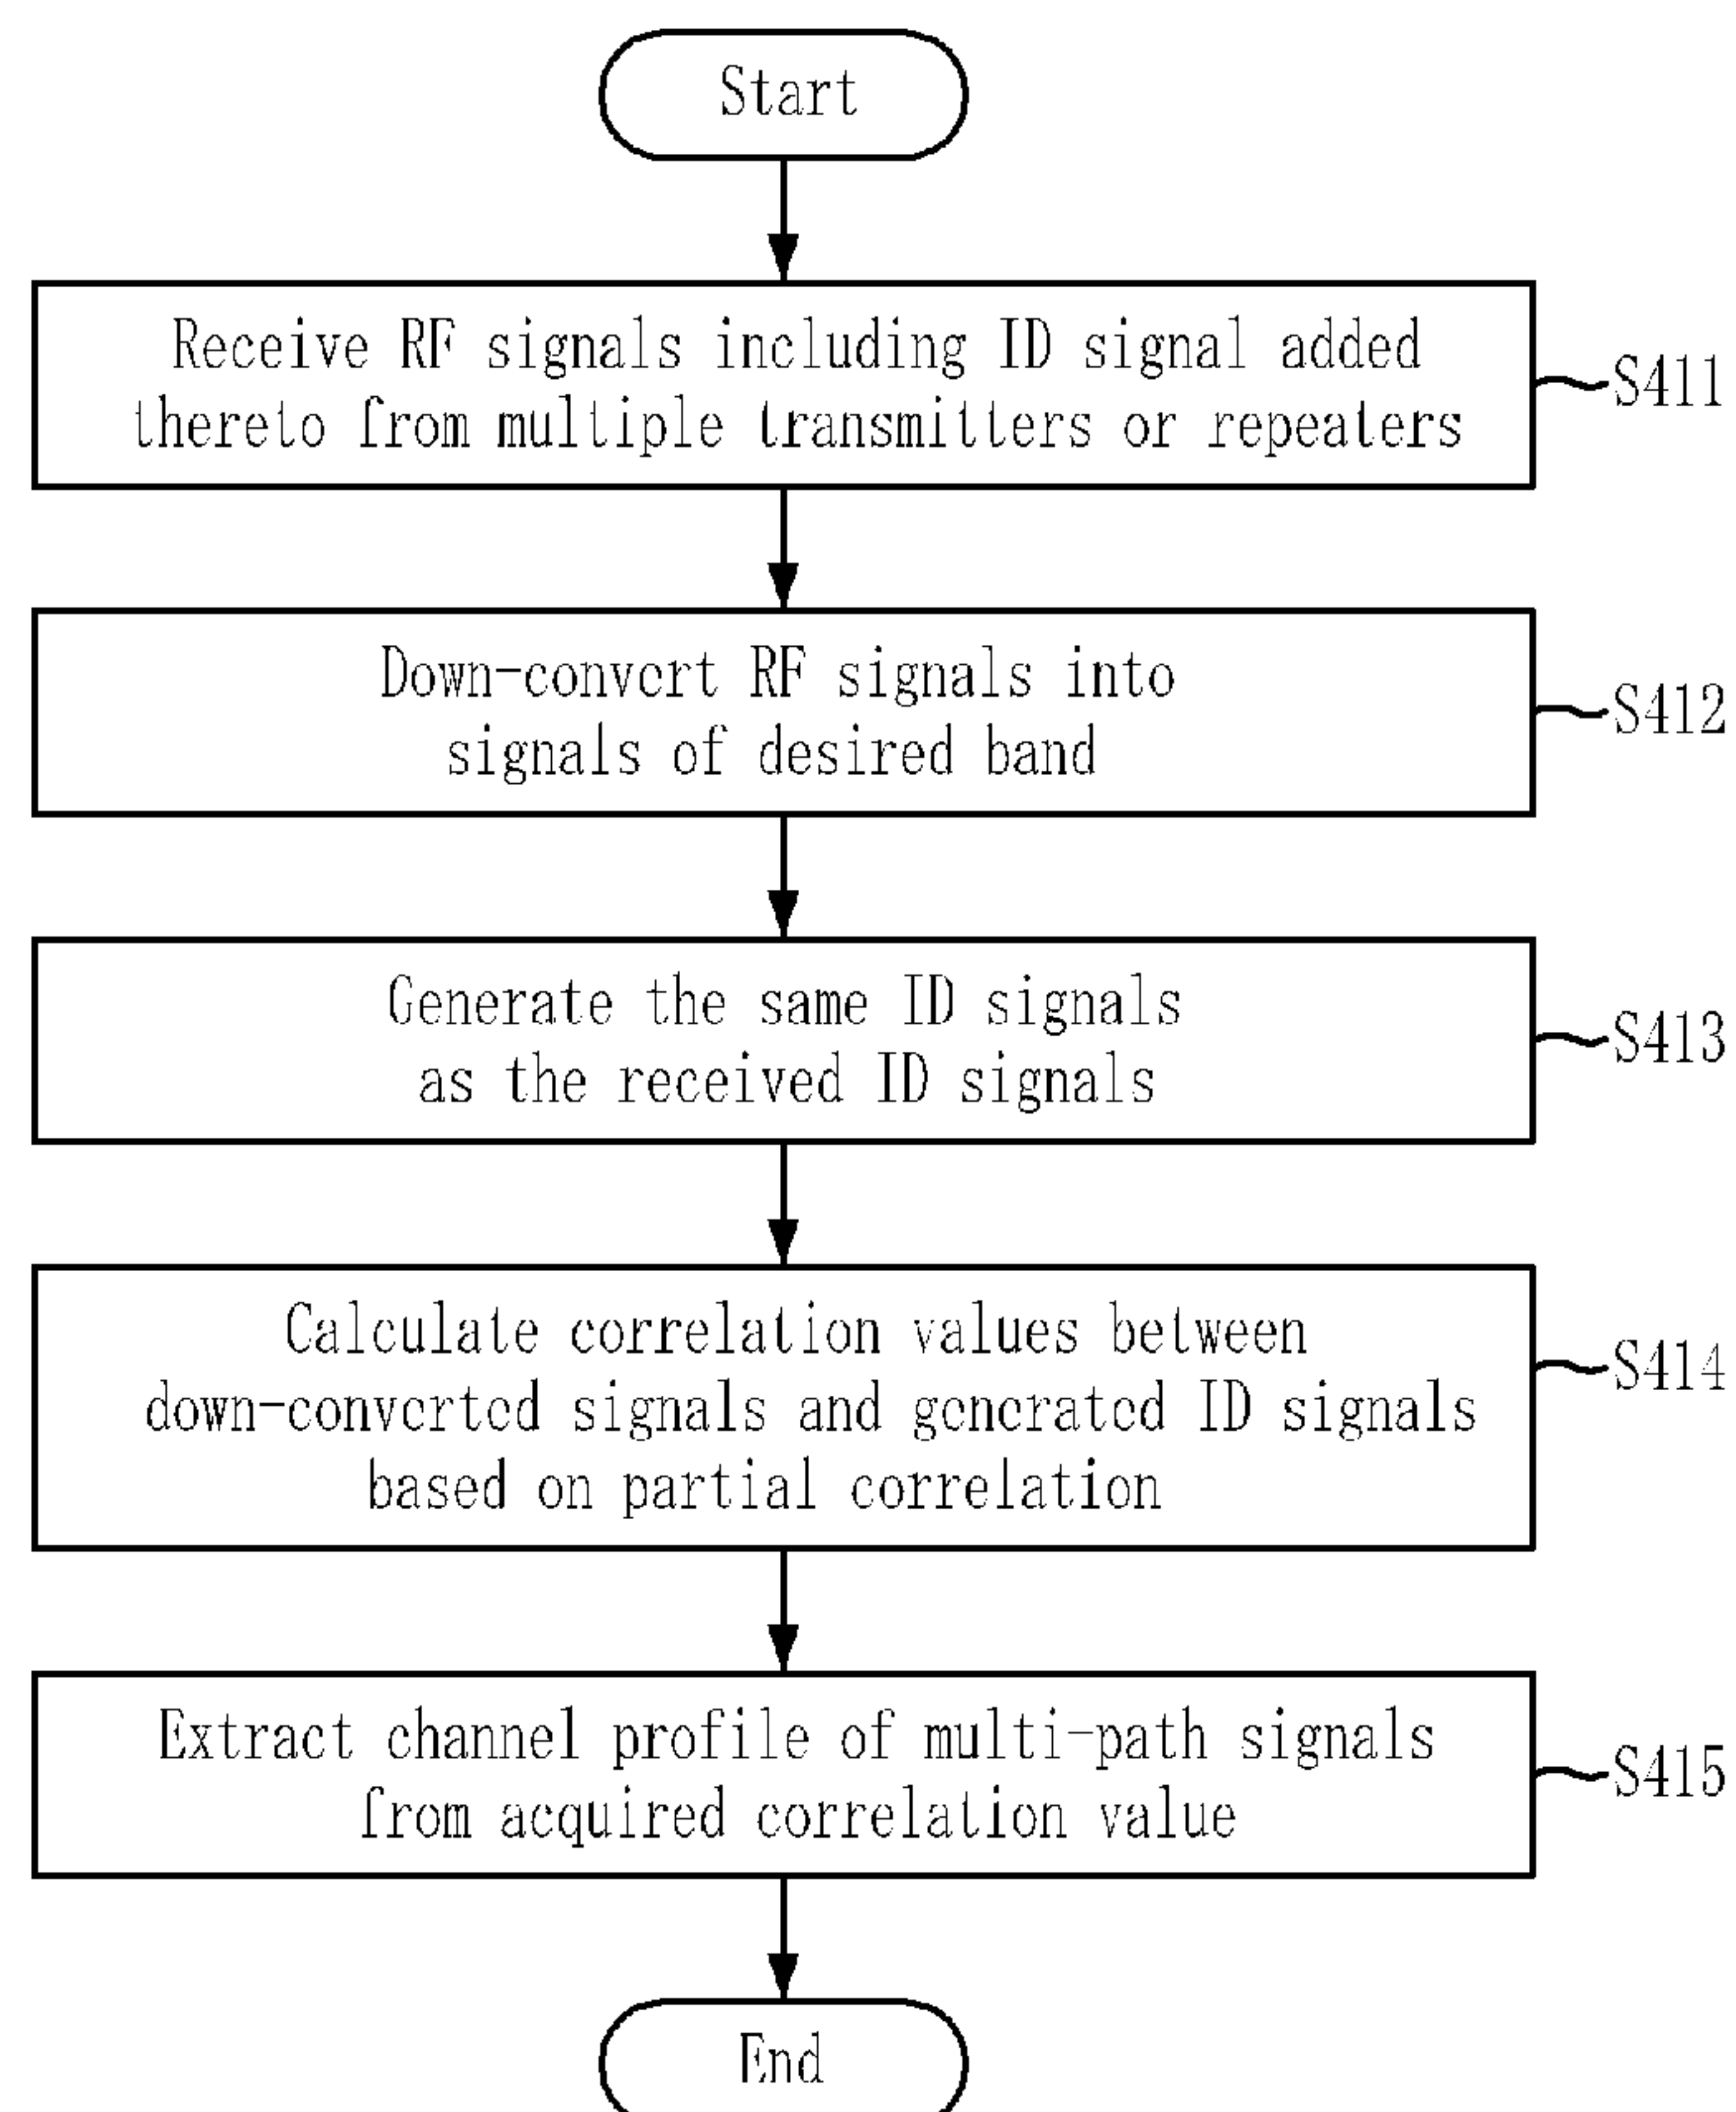 Start
Receive RF signals including ID signal added
thereto from multiple transmitters or repeaters
S411
Down-convert RF signals into
signals of desired band
S412
Generate the same ID signals
as the received ID signals
S413
Calculate correlation values between
down-converted signals and generated ID signals
based on partial correlation
S414
Extract channel profile of multi-path signals
from acquired correlation value
S415
End